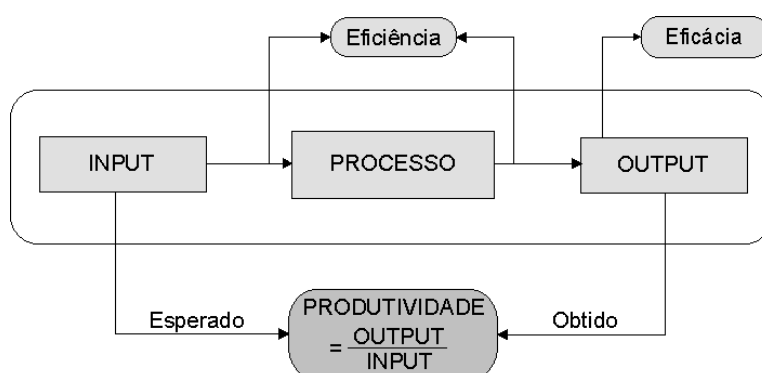 Eficiência
Eficácia
INPUT
PROCESSO
OUTPUT
Esperado
PRODUTIVIDADE
= OUTPUT
INPUT
Obtido